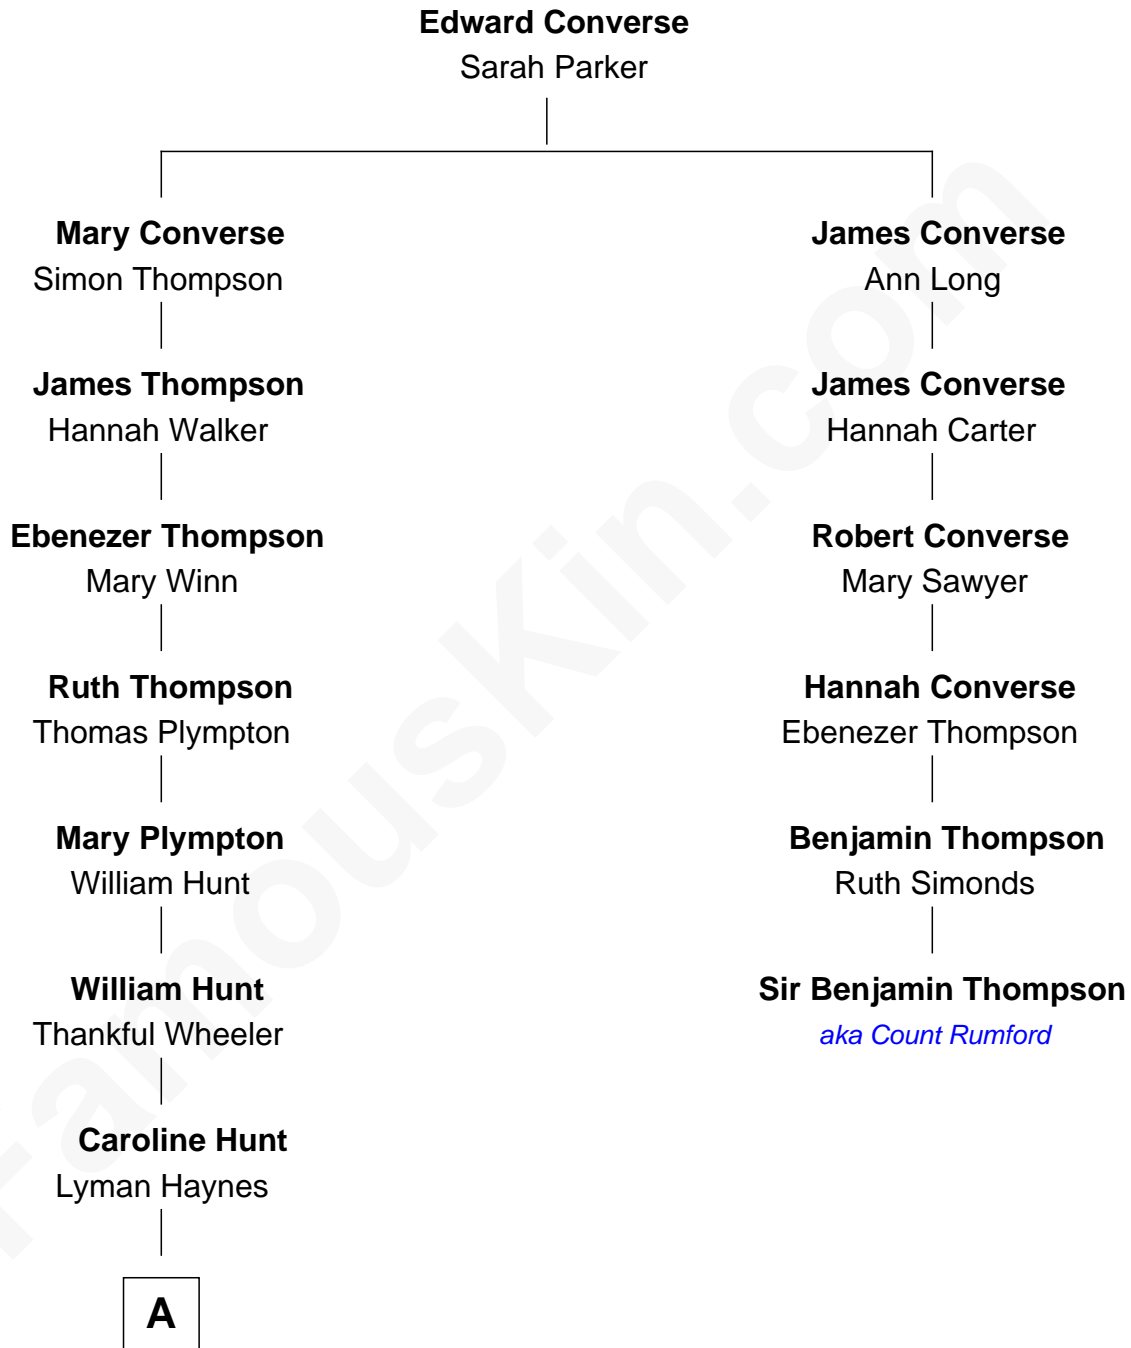 Edward Converse
Sarah Parker
Mary Converse
Simon Thompson
James Thompson
Hannah Walker
Ebenezer Thompson
Mary Winn
Ruth Thompson
Thomas Plympton
Mary Plympton
William Hunt
William Hunt
Thankful Wheeler
Caroline Hunt
Lyman Haynes
A
James Converse
Ann Long
James Converse
Hannah Carter
Robert Converse
Mary Sawyer
Hannah Converse
Ebenezer Thompson
Benjamin Thompson
Ruth Simonds
Sir Benjamin Thompson
aka Count Rumford
FamousKin.com